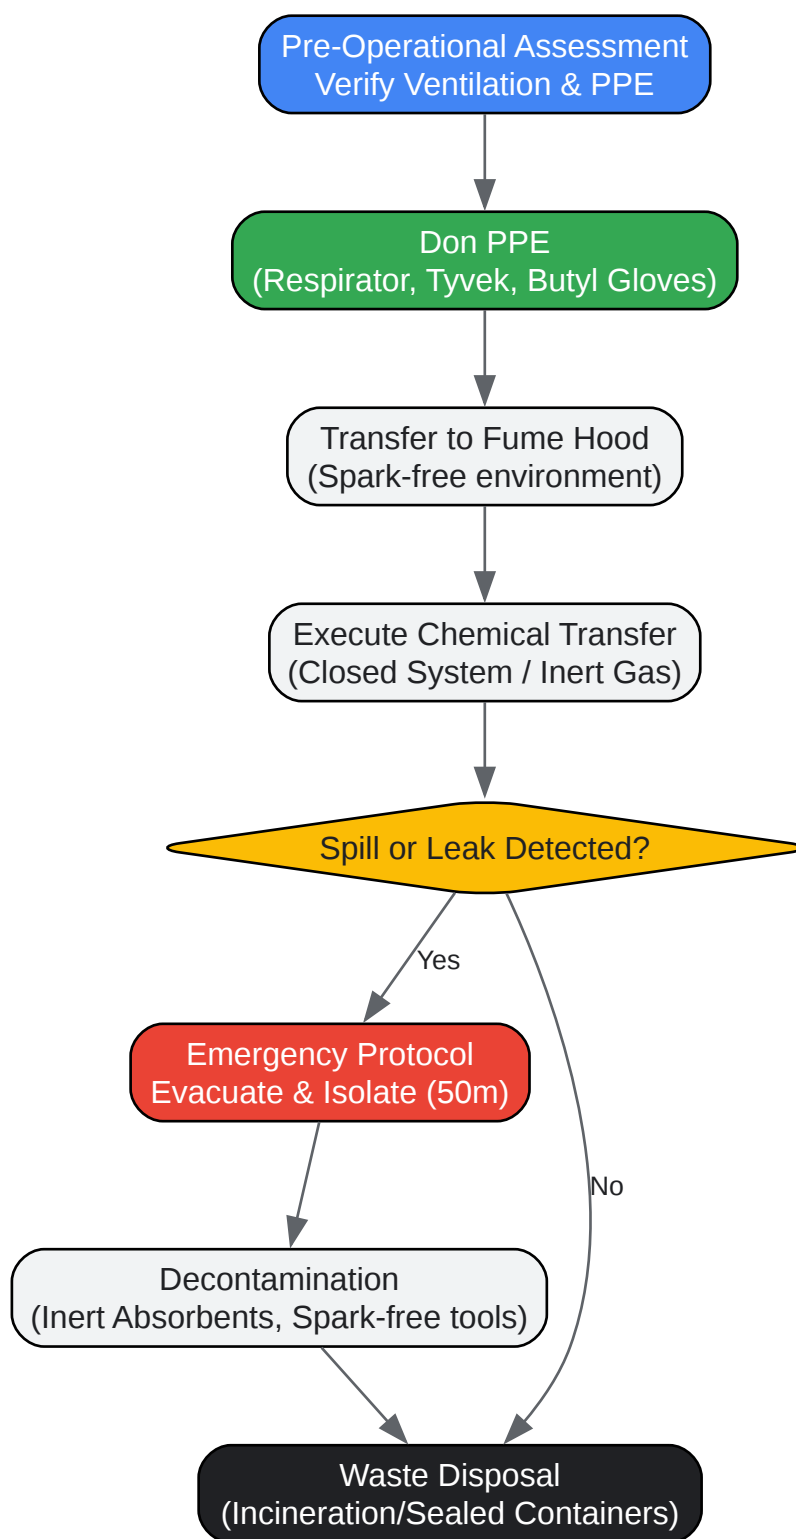 Pre-Operational Assessment
Verify Ventilation & PPE
Don PPE
(Respirator, Tyvek, Butyl Gloves)
Transfer to Fume Hood
(Spark-free environment)
Execute Chemical Transfer
(Closed System / Inert Gas)
Spill or Leak Detected?
Yes
Emergency Protocol
Evacuate & Isolate (50m)
No
Decontamination
(Inert Absorbents, Spark-free tools)
Waste Disposal
(Incineration/Sealed Containers)